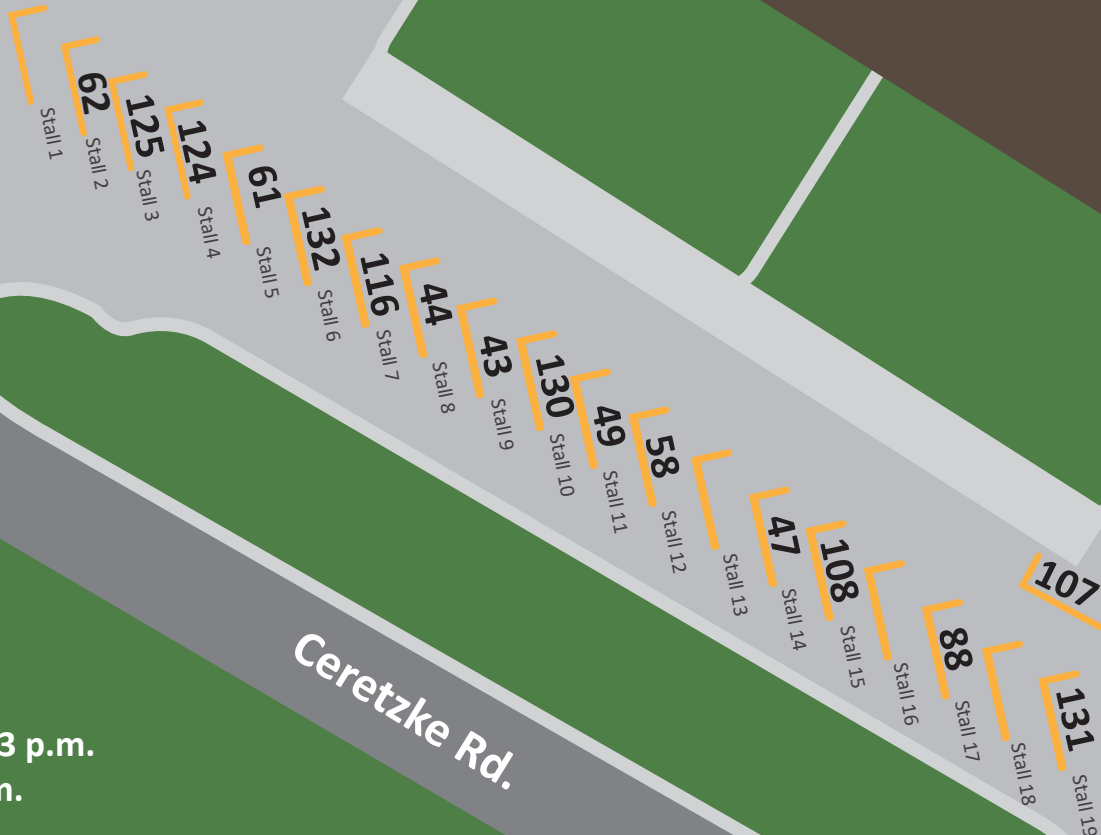 Stall 1
62
Stall 2
125
Stall 3
124
Stall 4
61
Stall 5
132
Stall 6
116
Stall 7
44
Stall 8
43
Stall 9
130
Stall 10
49
Stall 11
58
Stall 12
Stall 13
47
Stall 14
108
Stall 15
Stall 16
88
Stall 17
Stall 18
131
Stall 19
107
Ceretzke Rd.
3 p.m.
m.